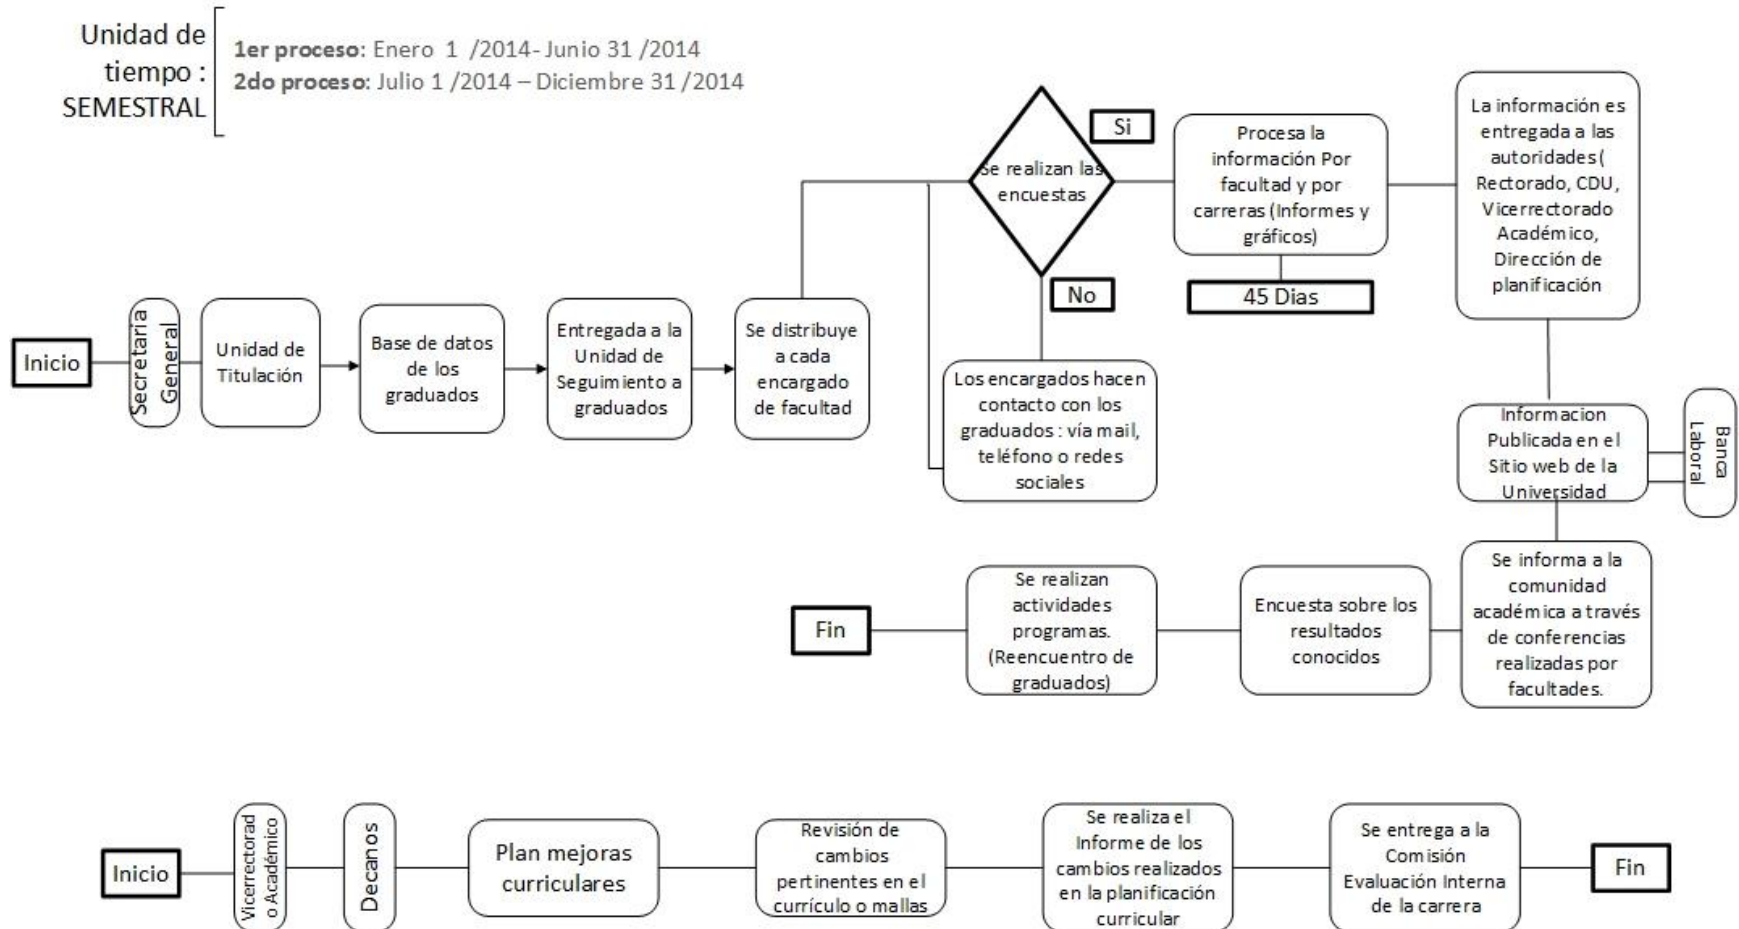 Unidad de
tiempo :
SEMESTRAL
1er proceso: Enero 1 /2014- Junio 31 /2014
2do proceso: Julio 1 /2014 – Diciembre 31 /2014
Inicio
Secretaría
General
Unidad de
Titulación
Base de datos
de los
graduados
Entregada a la
Unidad de
Seguimiento a
graduados
Se distribuye
a cada
encargado
de facultad
Se realizan las
encuestas
Si
No
Los encargados hacen
contacto con los
graduados : vía mail,
teléfono o redes
sociales
Procesa la
información Por
facultad y por
carreras (Informes y
gráficos)
45 Dias
La información es
entregada a las
autoridades (
Rectorado, CDU,
Vicerrectorado
Académico,
Dirección de
planificación
Informacion
Publicada en el
Sitio web de la
Universidad
Banca
Laboral
Se informa a la
comunidad
académica a través
de conferencias
realizadas por
facultades.
Encuesta sobre los
resultados
conocidos
Se realizan
actividades
programas.
(Reencuentro de
graduados)
Fin
Inicio
Vicerrectorad
o Académico
Decanos
Plan mejoras
curriculares
Revisión de
cambios
pertinentes en el
currículo o mallas
Se realiza el
Informe de los
cambios realizados
en la planificación
curricular
Se entrega a la
Comisión
Evaluación Interna
de la carrera
Fin